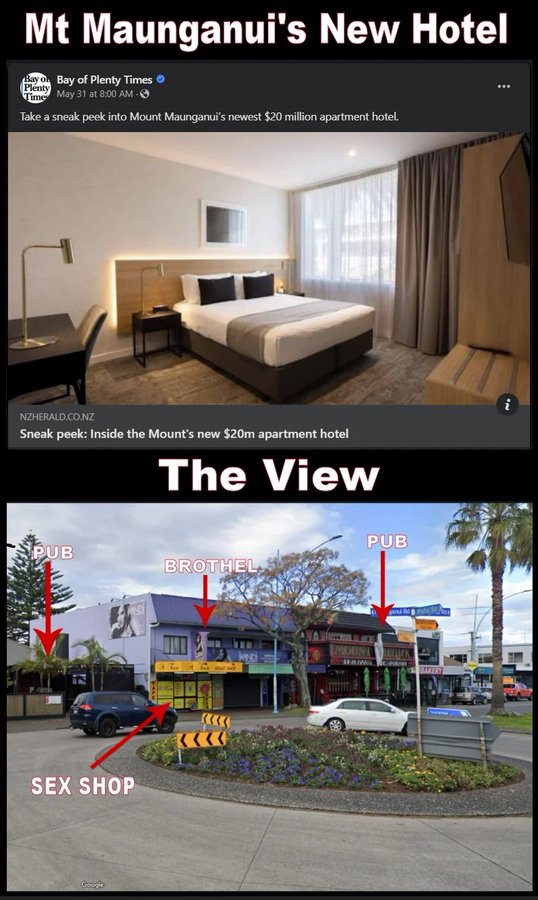 Mt Maunganui's New Hotel
Bay of Plenty Times
Bay of Plenty Times
May 31 at 8:00 AM ·
Take a sneak peek into Mount Maunganui's newest $20 million apartment hotel.
NZHERALD.CO.NZ
Sneak peek: Inside the Mount's new $20m apartment hotel
The View
PUB
BROTHEL
PUB
ADULT SHOP
BAKERY
SEX SHOP
Google